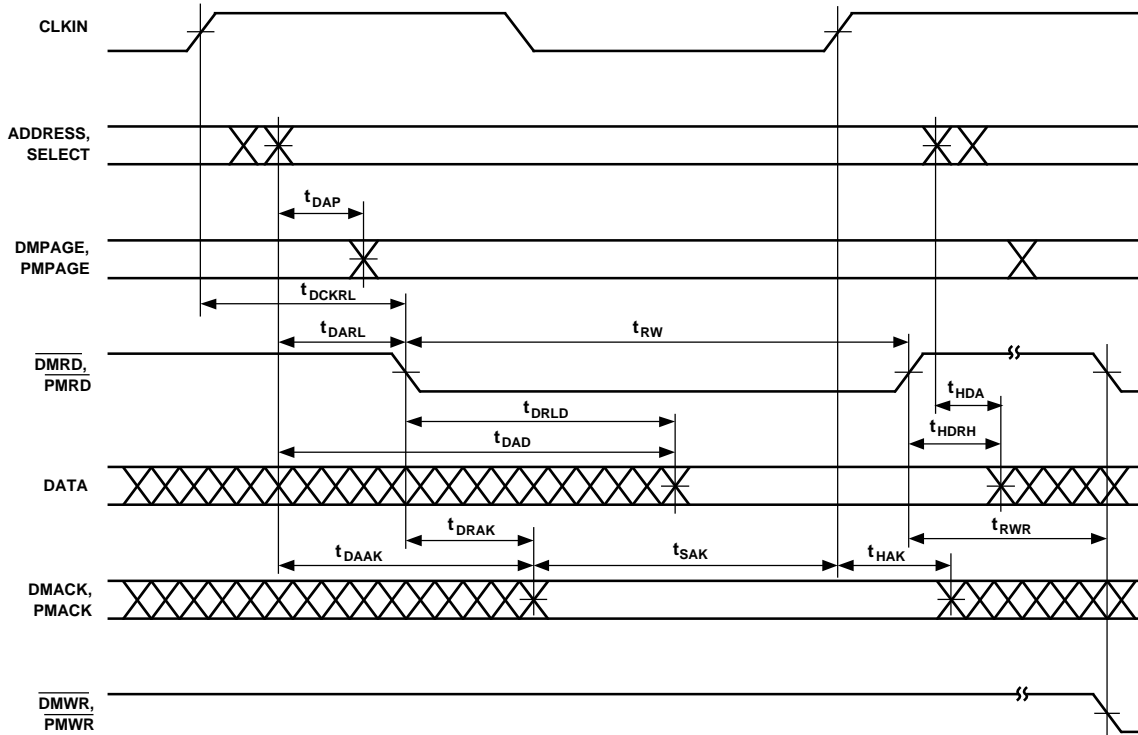 CLKIN
ADDRESS,
SELECT
tDAP
DMPAGE,
PMPAGE
tDCKRL
tDARL
tRW
DMRD,
PMRD
tHDA
tDRLD
tHDRH
tDAD
DATA
tDRAK
tRWR
tDAAK
tSAK
tHAK
DMACK,
PMACK
DMWR,
PMWR